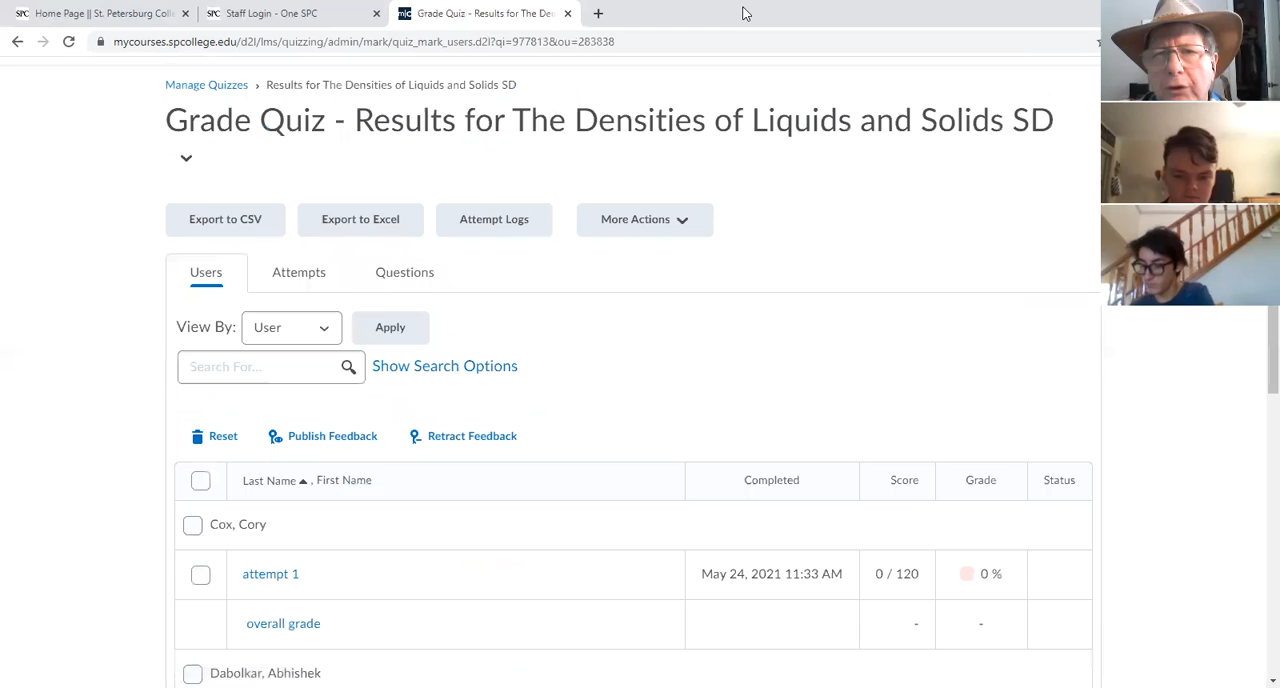 SPC Home Page || St. Petersburg Colle
SPC Staff Login - One SPC
Grade Quiz - Results for The De
mycourses.spcollege.edu/d2l/lms/quizzing/admin/mark/quiz_mark_users.d2l?qi=977813&ou=283838
Manage Quizzes › Results for The Densities of Liquids and Solids SD
Grade Quiz - Results for The Densities of Liquids and Solids SD
Export to CSV
Export to Excel
Attempt Logs
More Actions
Users
Attempts
Questions
View By:
User
Apply
Search For...
Show Search Options
Reset
Publish Feedback
Retract Feedback
Last Name , First Name
Completed
Score
Grade
Status
Cox, Cory
attempt 1
May 24, 2021 11:33 AM
0 / 120
0 %
overall grade
-
-
Dabolkar, Abhishek